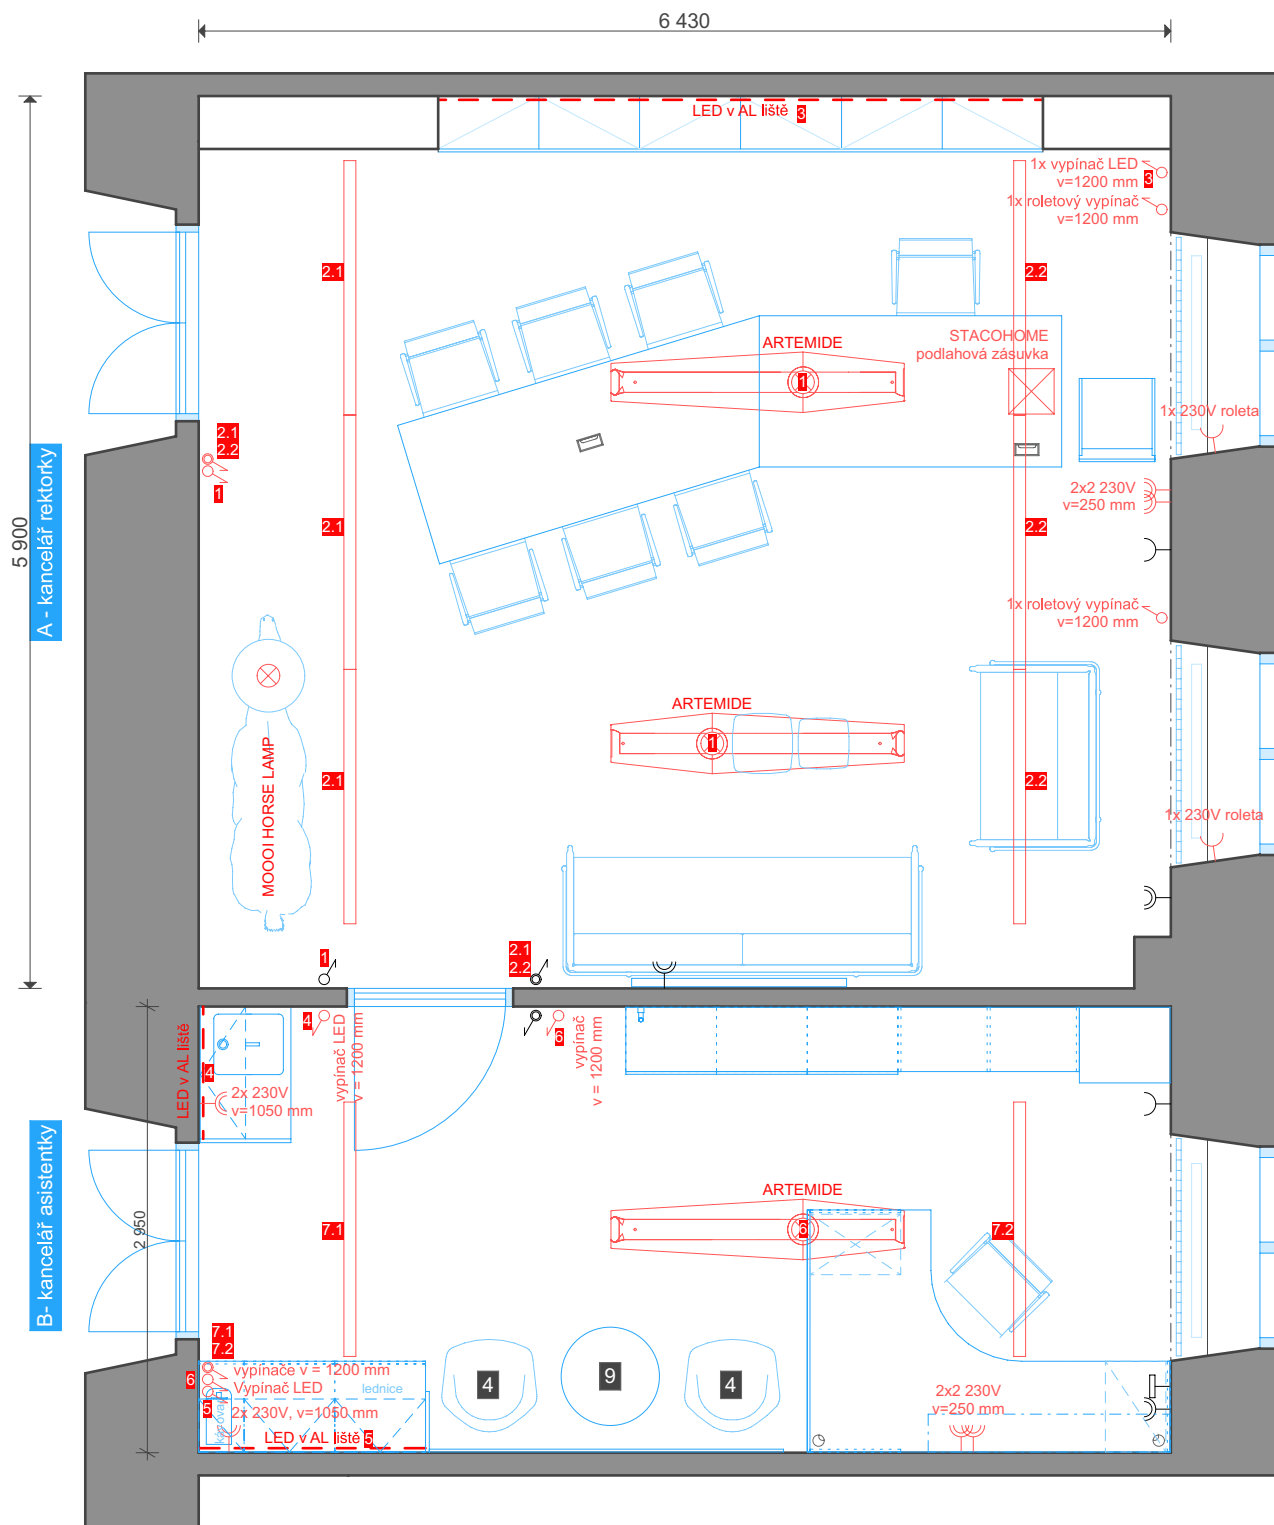 6 430
LED v AL liště 3
1x vypínač LED
v=1200 mm 3
1x roletový vypínač
v=1200 mm
2.1
2.2
ARTEMIDE
1
STACOHOME
podlahová zásuvka
1x 230V roleta
2.1
2.2
1
5 900
A - kancelář rektorky
2x2 230V
v=250 mm
2.1
2.2
1x roletový vypínač
v=1200 mm
ARTEMIDE
1
MOOOI HORSE LAMP
2.1
2.2
1x 230V roleta
1
2.1
2.2
4
vypínač LED
v = 1200 mm
6
vypínač
v = 1200 mm
LED v AL liště
4
2x 230V
v=1050 mm
2 950
B- kancelář asistentky
ARTEMIDE
6
7.1
7.2
7.1
7.2
6
vypínače v = 1200 mm
Vypínač LED
lednice
5
2x 230V, v=1050 mm
kávovar
LED v AL liště 5
4
9
4
2x2 230V
v=250 mm